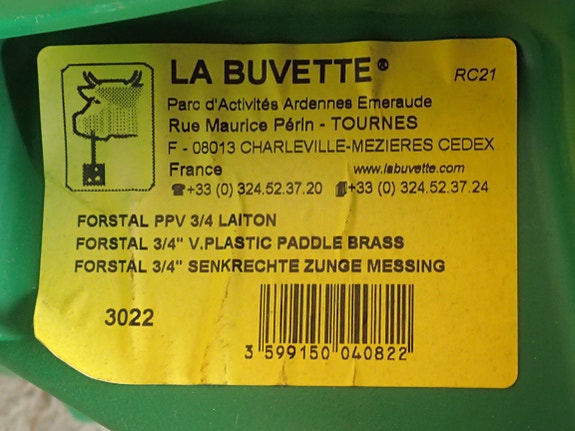 LA BUVETTE®
RC21
Parc d'Activités Ardennes Emeraude
Rue Maurice Périn - TOURNES
F - 08013 CHARLEVILLE-MEZIERES CEDEX
France www.labuvette.com
☎+33 (0) 324.52.37.20 +33 (0) 324.52.37.24
FORSTAL PPV 3/4 LAITON
FORSTAL 3/4" V.PLASTIC PADDLE BRASS
FORSTAL 3/4" SENKRECHTE ZUNGE MESSING
3022
3 599150 040822